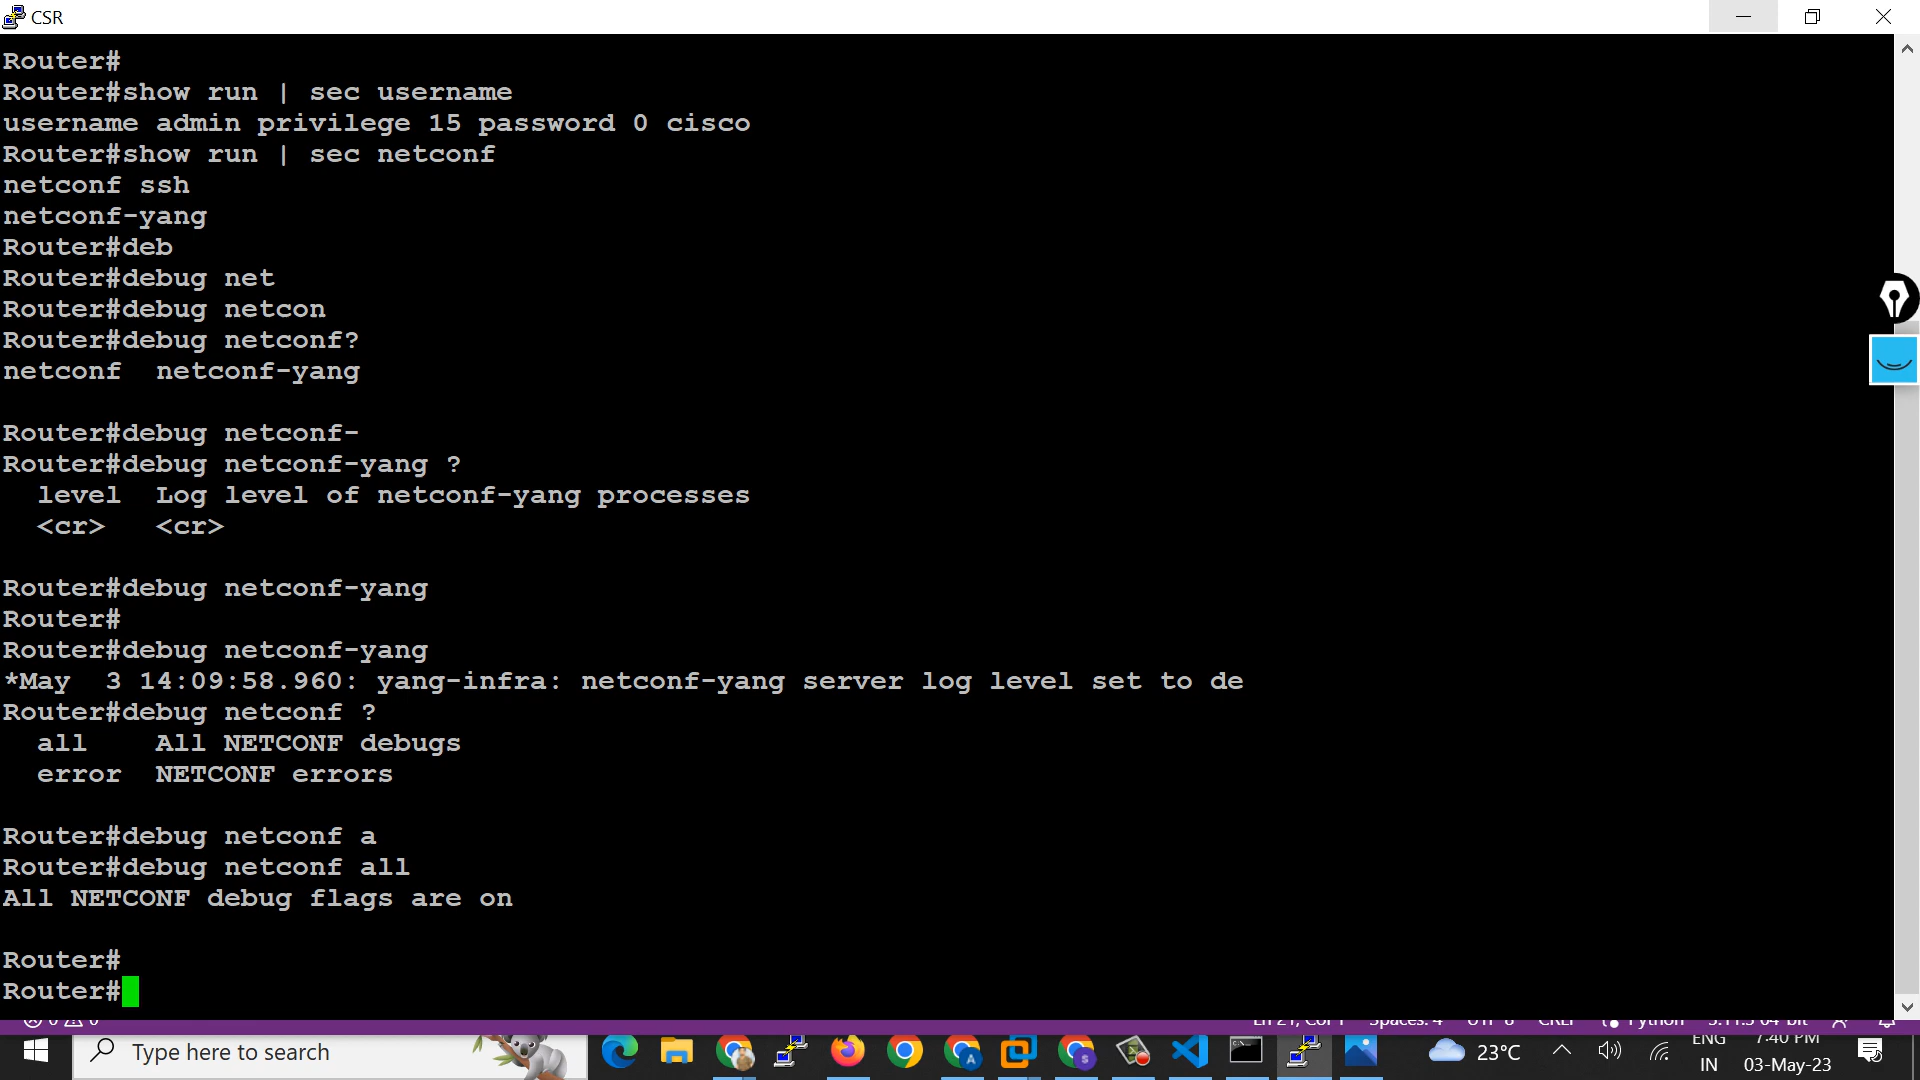 CSR
Router#
Router#show run | sec username
username admin privilege 15 password 0 cisco
Router#show run | sec netconf
netconf ssh
netconf-yang
Router#deb
Router#debug net
Router#debug netcon
Router#debug netconf?
netconf  netconf-yang
Router#debug netconf-
Router#debug netconf-yang ?
  level  Log level of netconf-yang processes
  <cr>   <cr>
Router#debug netconf-yang
Router#
Router#debug netconf-yang
*May  3 14:09:58.960: yang-infra: netconf-yang server log level set to de
Router#debug netconf ?
  all    All NETCONF debugs
  error  NETCONF errors
Router#debug netconf a
Router#debug netconf all
All NETCONF debug flags are on
Router#
Router#
Type here to search
23°C
ENG
IN
7:40 PM
03-May-23